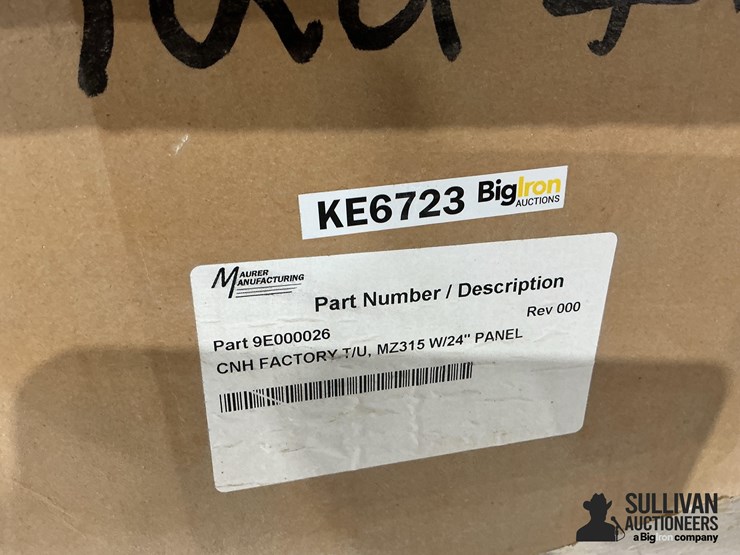 KE6723 BigIron
AUCTIONS
MAURER
MANUFACTURING
Part Number / Description
Rev 000
Part 9E000026
CNH FACTORY T/U, MZ315 W/24" PANEL
SULLIVAN
AUCTIONEERS
a BigIron company